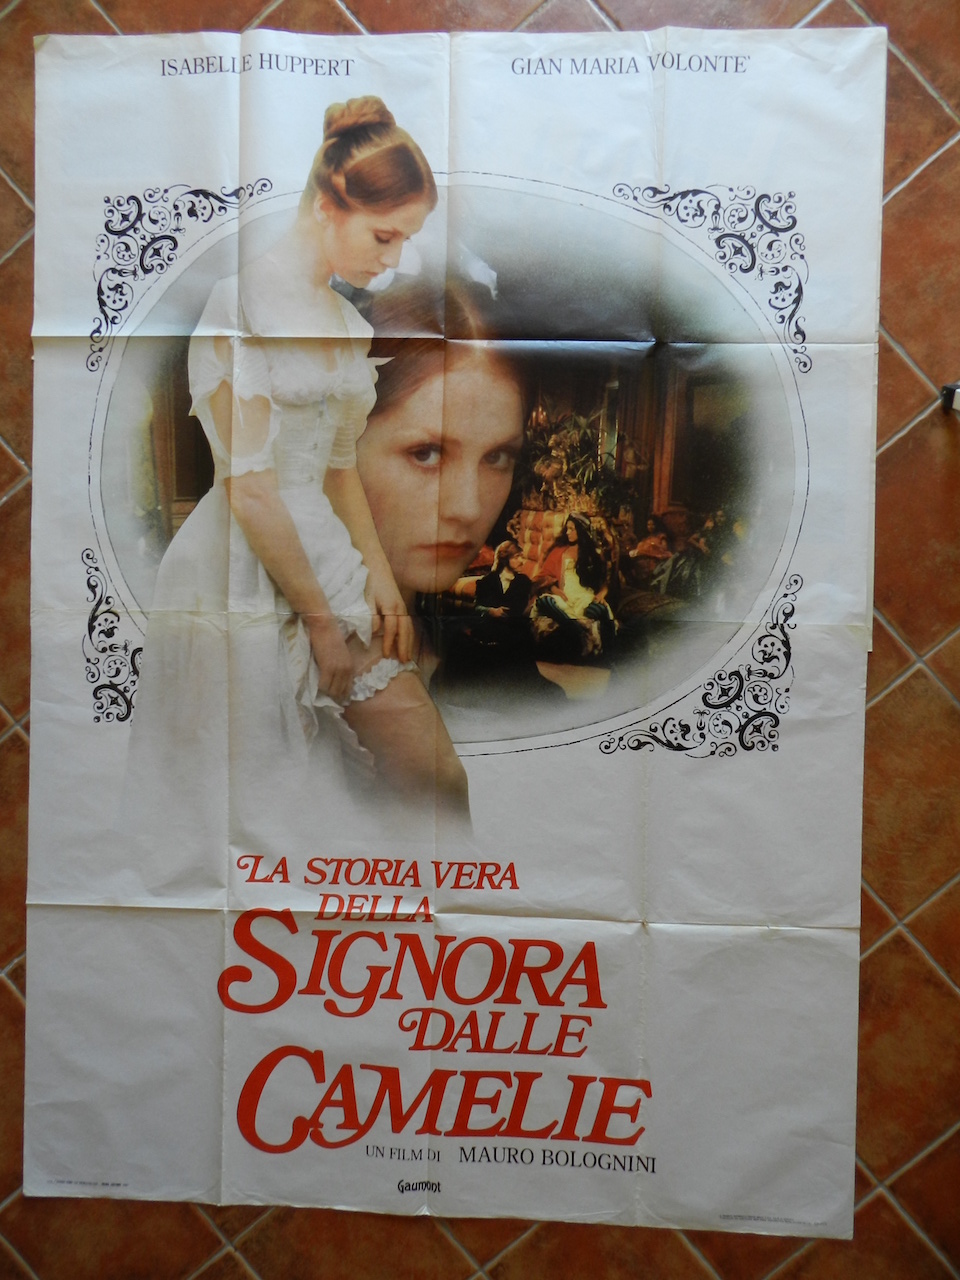 ISABELLE HUPPERT
GIAN MARIA VOLONTE'
LA STORIA VERA
DELLA
SIGNORA
DALLE
CAMELIE
UN FILM DI MAURO BOLOGNINI
Gaumont